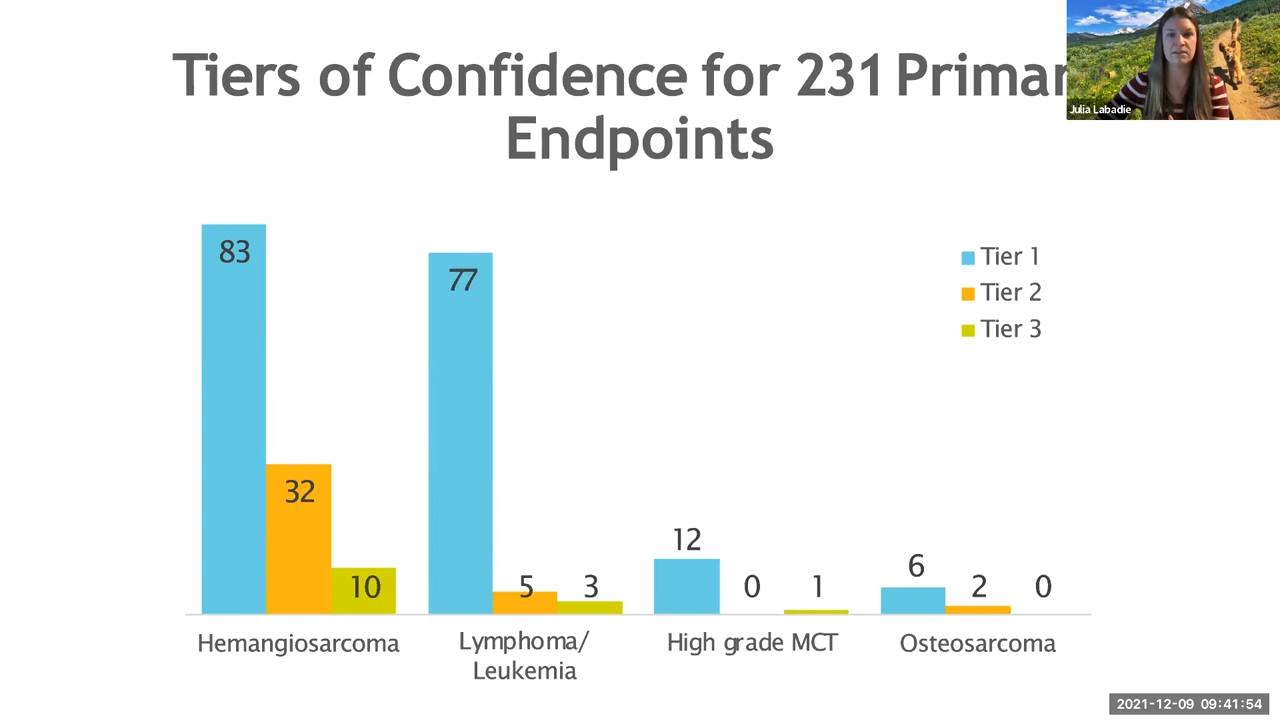 Tiers of Confidence for 231 Primar
Endpoints
Julia Labadie
83
77
Tier 1
Tier 2
Tier 3
32
12
10
5
3
0
1
6
2
0
Hemangiosarcoma
Lymphoma/
Leukemia
High grade MCT
Osteosarcoma
2021-12-09 09:41:54